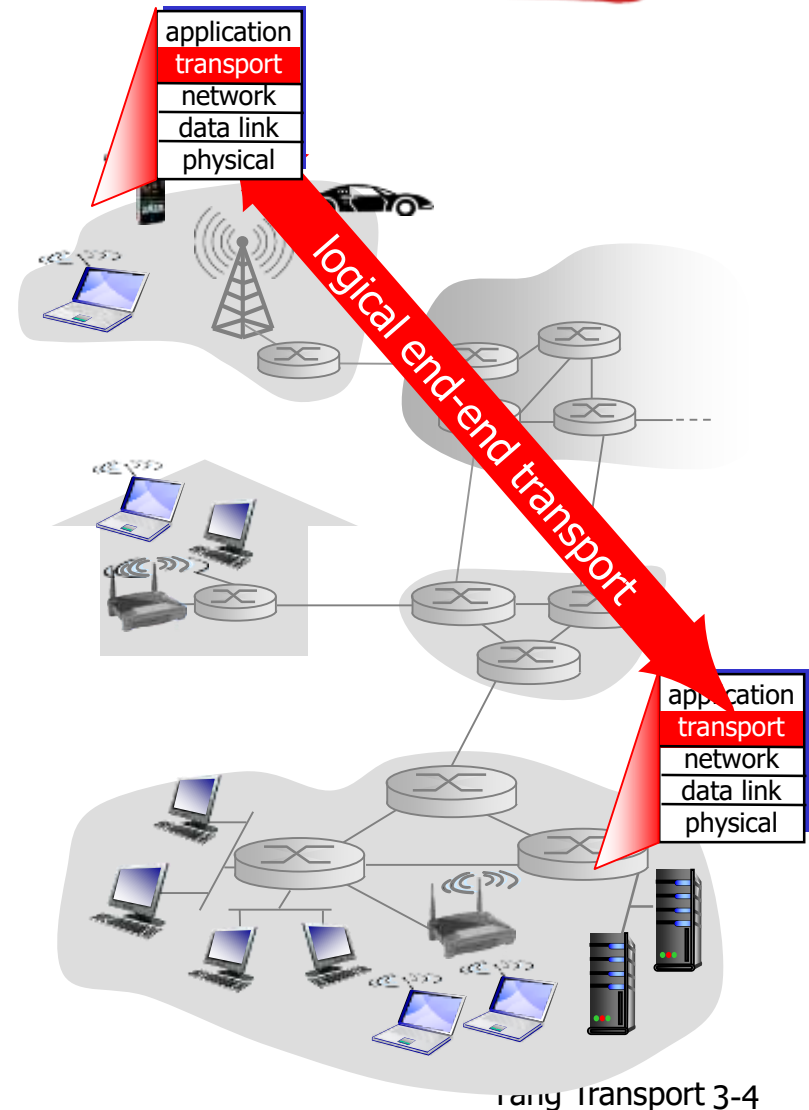 application
transport
network
data link
physical
logical end-end transport
application
transport
network
data link
physical
Transport 3-4